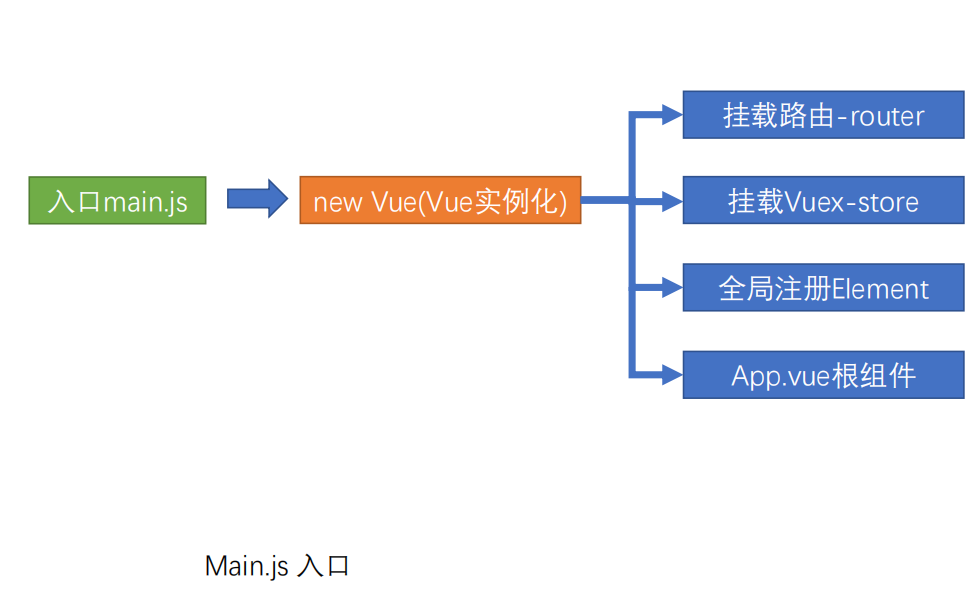 入口main.js
new Vue(Vue实例化)
挂载路由-router
挂载Vuex-store
全局注册Element
App.vue根组件
Main.js 入口